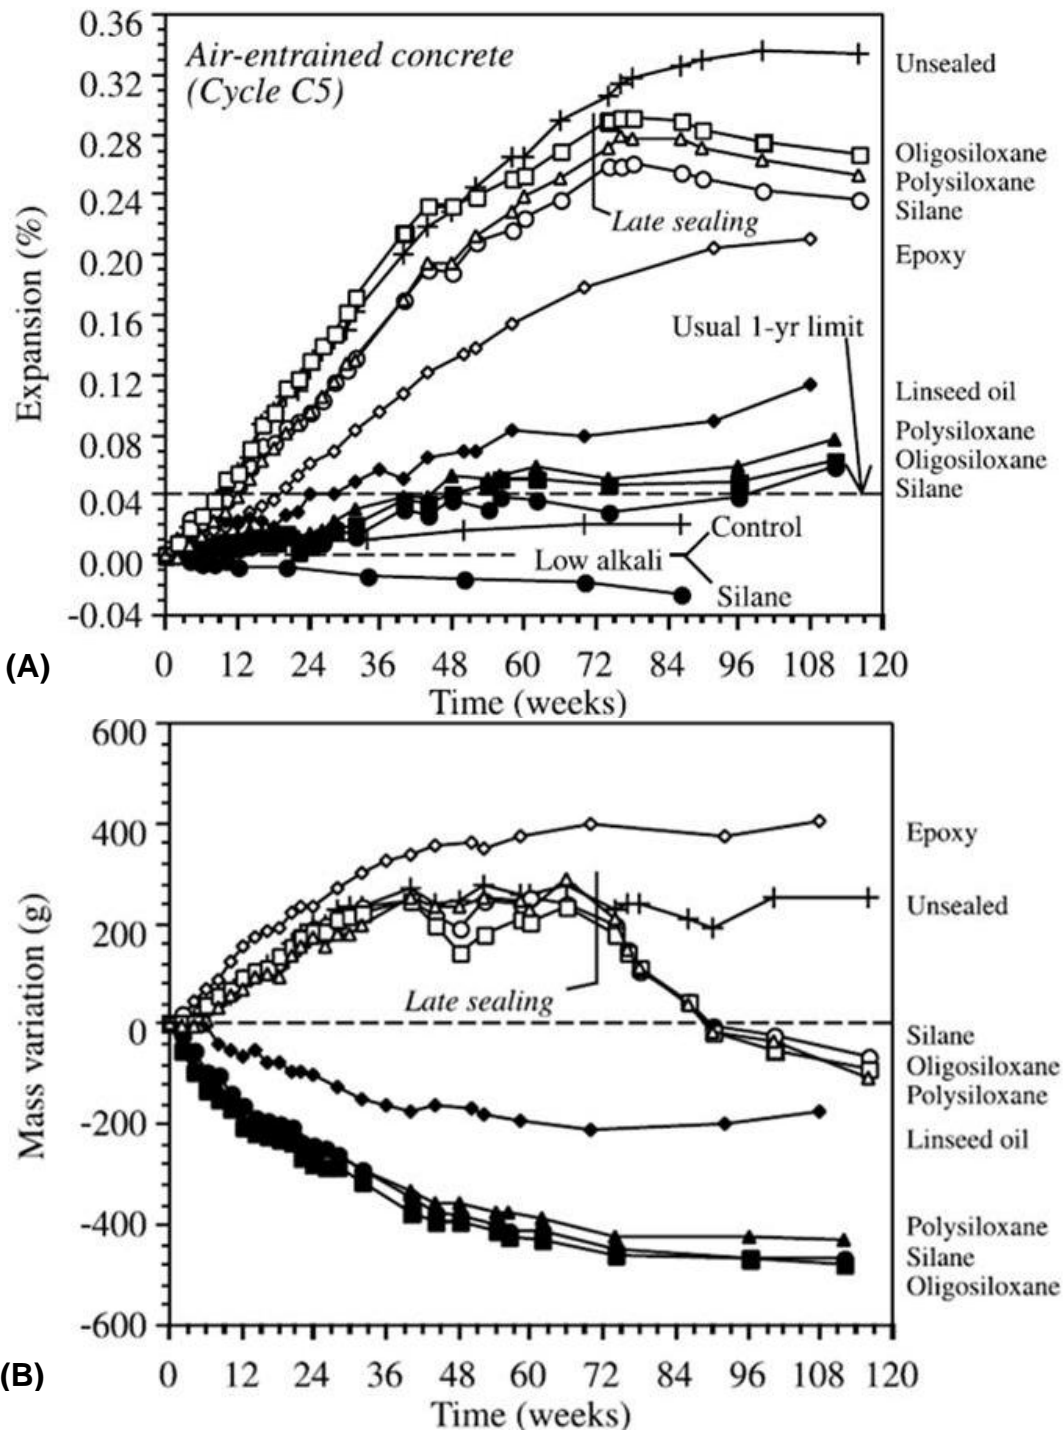 0.36
0.32
0.28
0.24
0.20
0.16
0.12
0.08
0.04
0.00
-0.04
Expansion (%)
Air-entrained concrete
(Cycle C5)
Unsealed
Oligosiloxane
Polysiloxane
Silane
Late sealing
Epoxy
Usual 1-yr limit
Linseed oil
Polysiloxane
Oligosiloxane
Silane
Control
Low alkali
Silane
(A)
0 12 24 36 48 60 72 84 96 108 120
Time (weeks)
600
400
200
0
-200
-400
-600
Mass variation (g)
Epoxy
Unsealed
Late sealing
Silane
Oligosiloxane
Polysiloxane
Linseed oil
Polysiloxane
Silane
Oligosiloxane
(B)
0 12 24 36 48 60 72 84 96 108 120
Time (weeks)